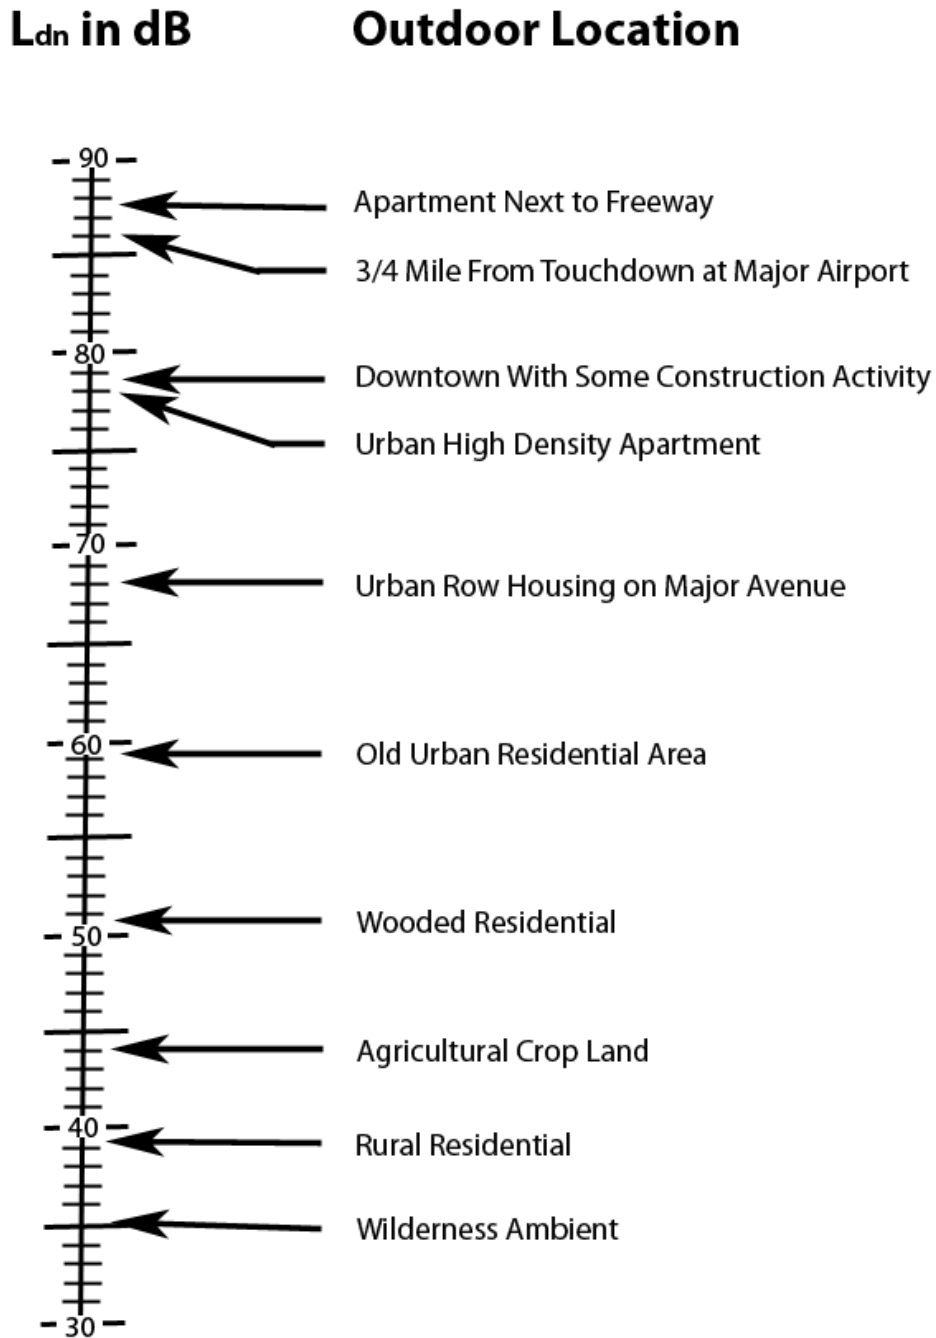 Ldn in dB Outdoor Location
90
Apartment Next to Freeway
3/4 Mile From Touchdown at Major Airport
80
Downtown With Some Construction Activity
Urban High Density Apartment
70
Urban Row Housing on Major Avenue
60
Old Urban Residential Area
Wooded Residential
50
Agricultural Crop Land
40
Rural Residential
Wilderness Ambient
30